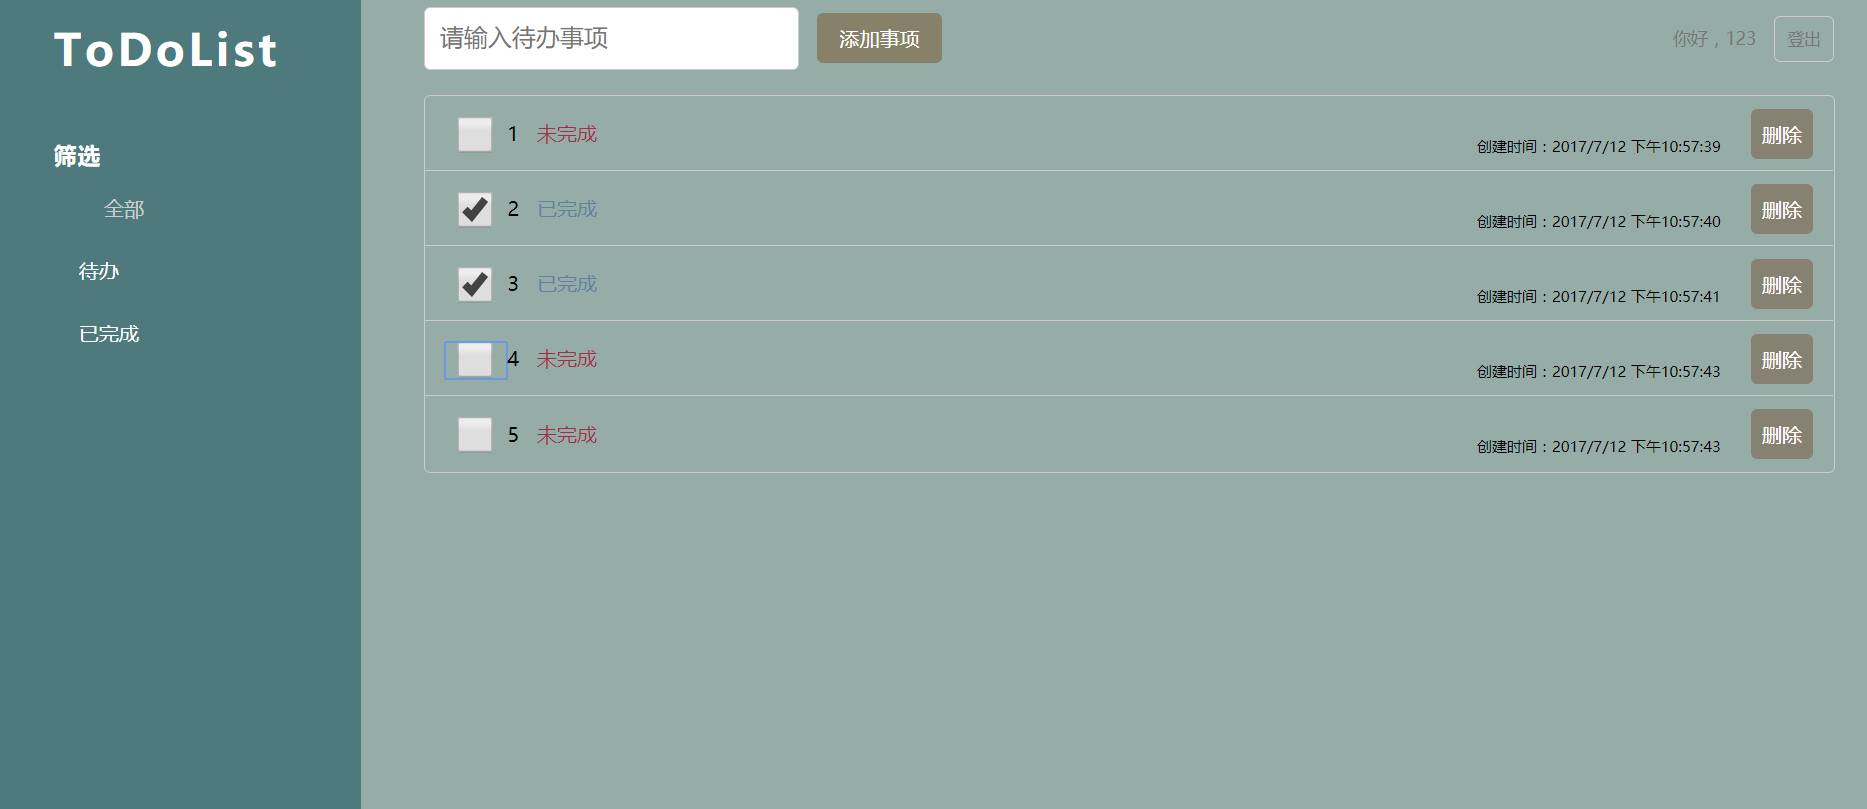 ToDoList
筛选
全部
待办
已完成
请输入待办事项 添加事项 你好，123 登出
1 未完成 创建时间：2017/7/12 下午10:57:39 删除
2 已完成 创建时间：2017/7/12 下午10:57:40 删除
3 已完成 创建时间：2017/7/12 下午10:57:41 删除
4 未完成 创建时间：2017/7/12 下午10:57:43 删除
5 未完成 创建时间：2017/7/12 下午10:57:43 删除